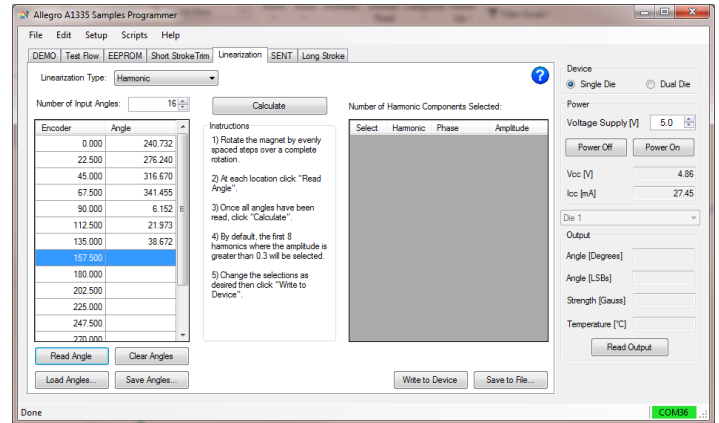 Allegro A1335 Samples Programmer
File Edit Setup Scripts Help
DEMO Test Flow EEPROM Short Stroke Trim Linearization SENT Long Stroke
Linearization Type: Harmonic
?
Number of Input Angles: 16
Calculate
Number of Harmonic Components Selected:
Encoder Angle
0.000 240.732
22.500 276.240
45.000 316.670
67.500 341.455
90.000 6.152
112.500 21.973
135.000 38.672
157.500
180.000
202.500
225.000
247.500
270.000
Read Angle Clear Angles
Load Angles... Save Angles...
Instructions
1) Rotate the magnet by evenly
spaced steps over a complete
rotation.
2) At each location click "Read
Angle".
3) Once all angles have been
read, click "Calculate".
4) By default, the first 8
harmonics where the amplitude is
greater than 0.3 will be selected.
5) Change the selections as
desired then click "Write to
Device".
Select Harmonic Phase Amplitude
Write to Device Save to File...
Device
Single Die Dual Die
Power
Voltage Supply [V] 5.0
Power Off Power On
Vcc [V] 4.86
Icc [mA] 27.45
Die 1
Output
Angle [Degrees]
Angle [LSBs]
Strength [Gauss]
Temperature [°C]
Read Output
Done
COM36